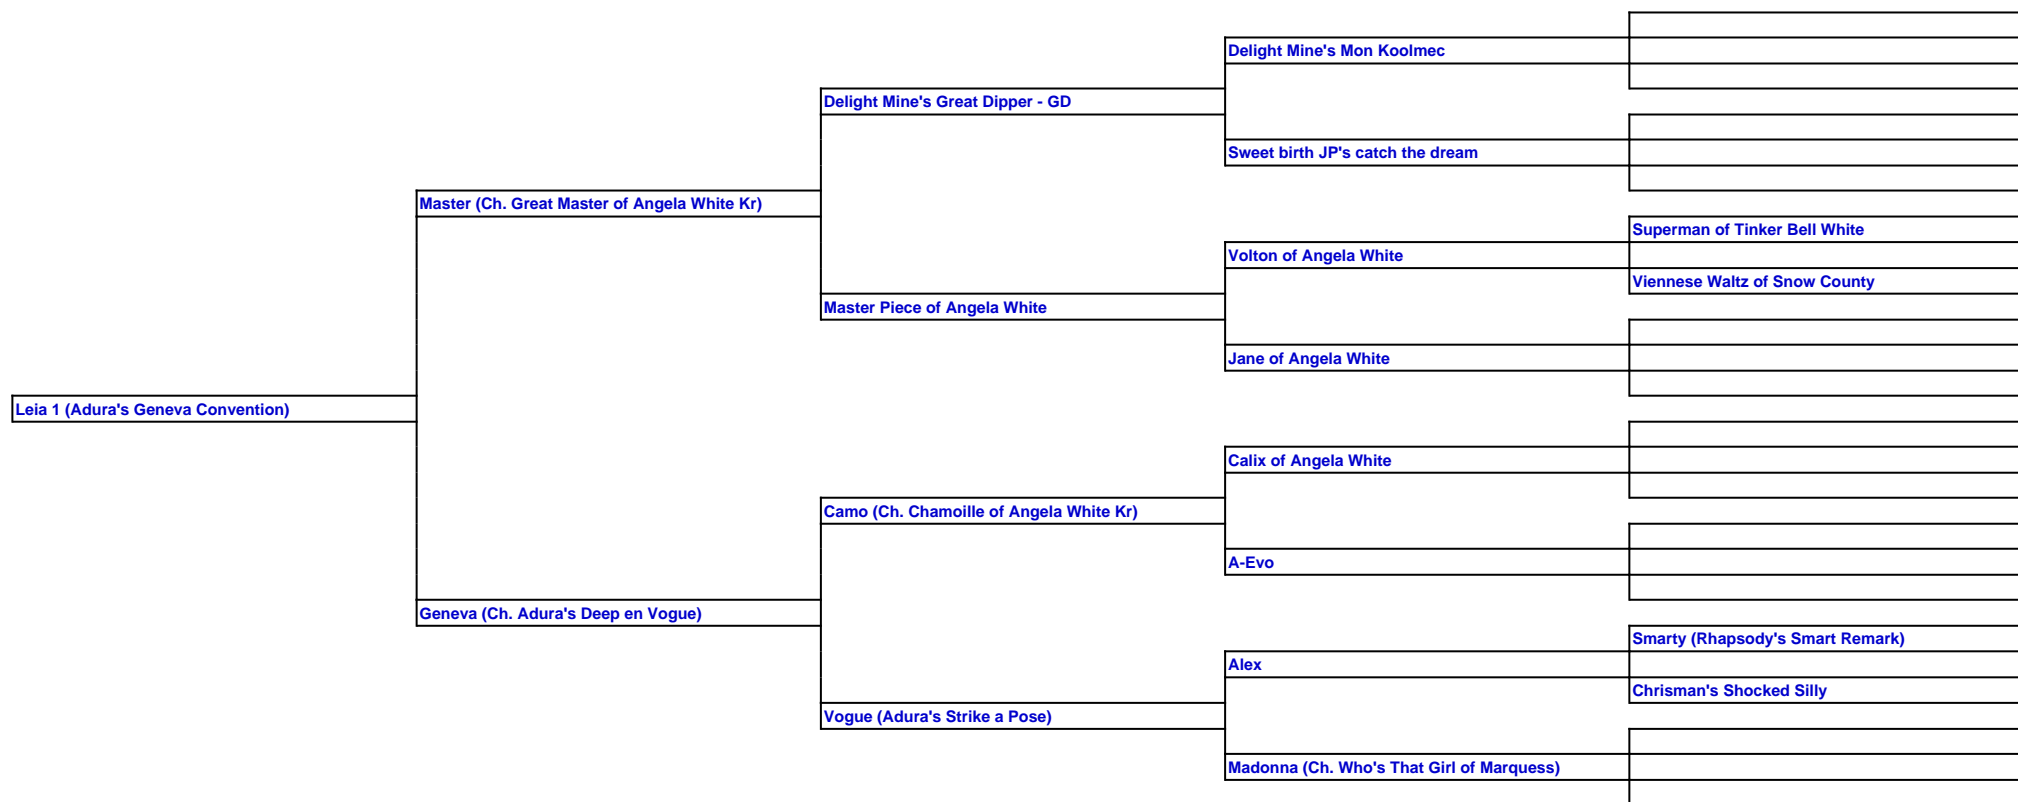 Delight Mine's Mon Koolmec
Delight Mine's Great Dipper - GD
Sweet birth JP's catch the dream
Master (Ch. Great Master of Angela White Kr)
Superman of Tinker Bell White
Volton of Angela White
Viennese Waltz of Snow County
Master Piece of Angela White
Jane of Angela White
Leia 1 (Adura's Geneva Convention)
Calix of Angela White
Camo (Ch. Chamoille of Angela White Kr)
A-Evo
Geneva (Ch. Adura's Deep en Vogue)
Smarty (Rhapsody's Smart Remark)
Alex
Chrisman's Shocked Silly
Vogue (Adura's Strike a Pose)
Madonna (Ch. Who's That Girl of Marquess)